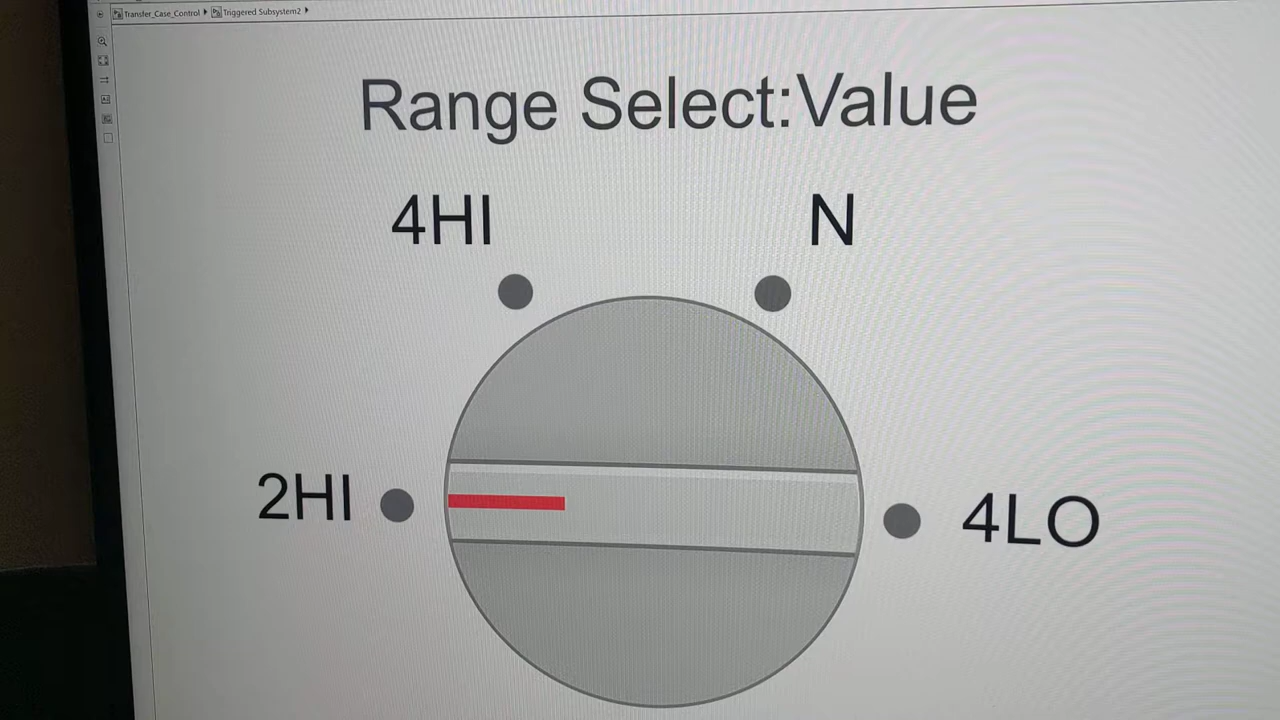 Transfer_Case_Control Triggered Subsystem2
Range Select:Value
4HI N
2HI 4LO